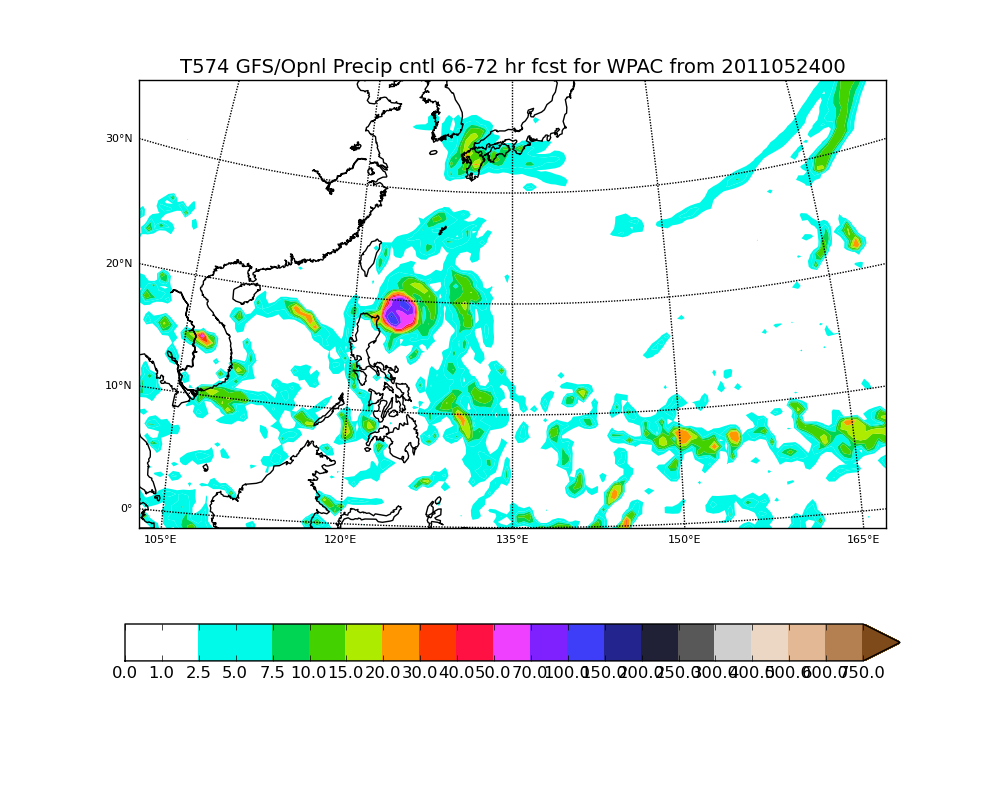 T574 GFS/Opnl Precip cntl 66-72 hr fcst for WPAC from 2011052400
30°N
20°N
10°N
0°
105°E 120°E 135°E 150°E 165°E
0.0 1.0 2.5 5.0 7.5 10.0 15.0 20.0 30.0 40.0 50.0 70.0 100.0 150.0 200.0 250.0 300.0 400.0 500.0 600.0 750.0